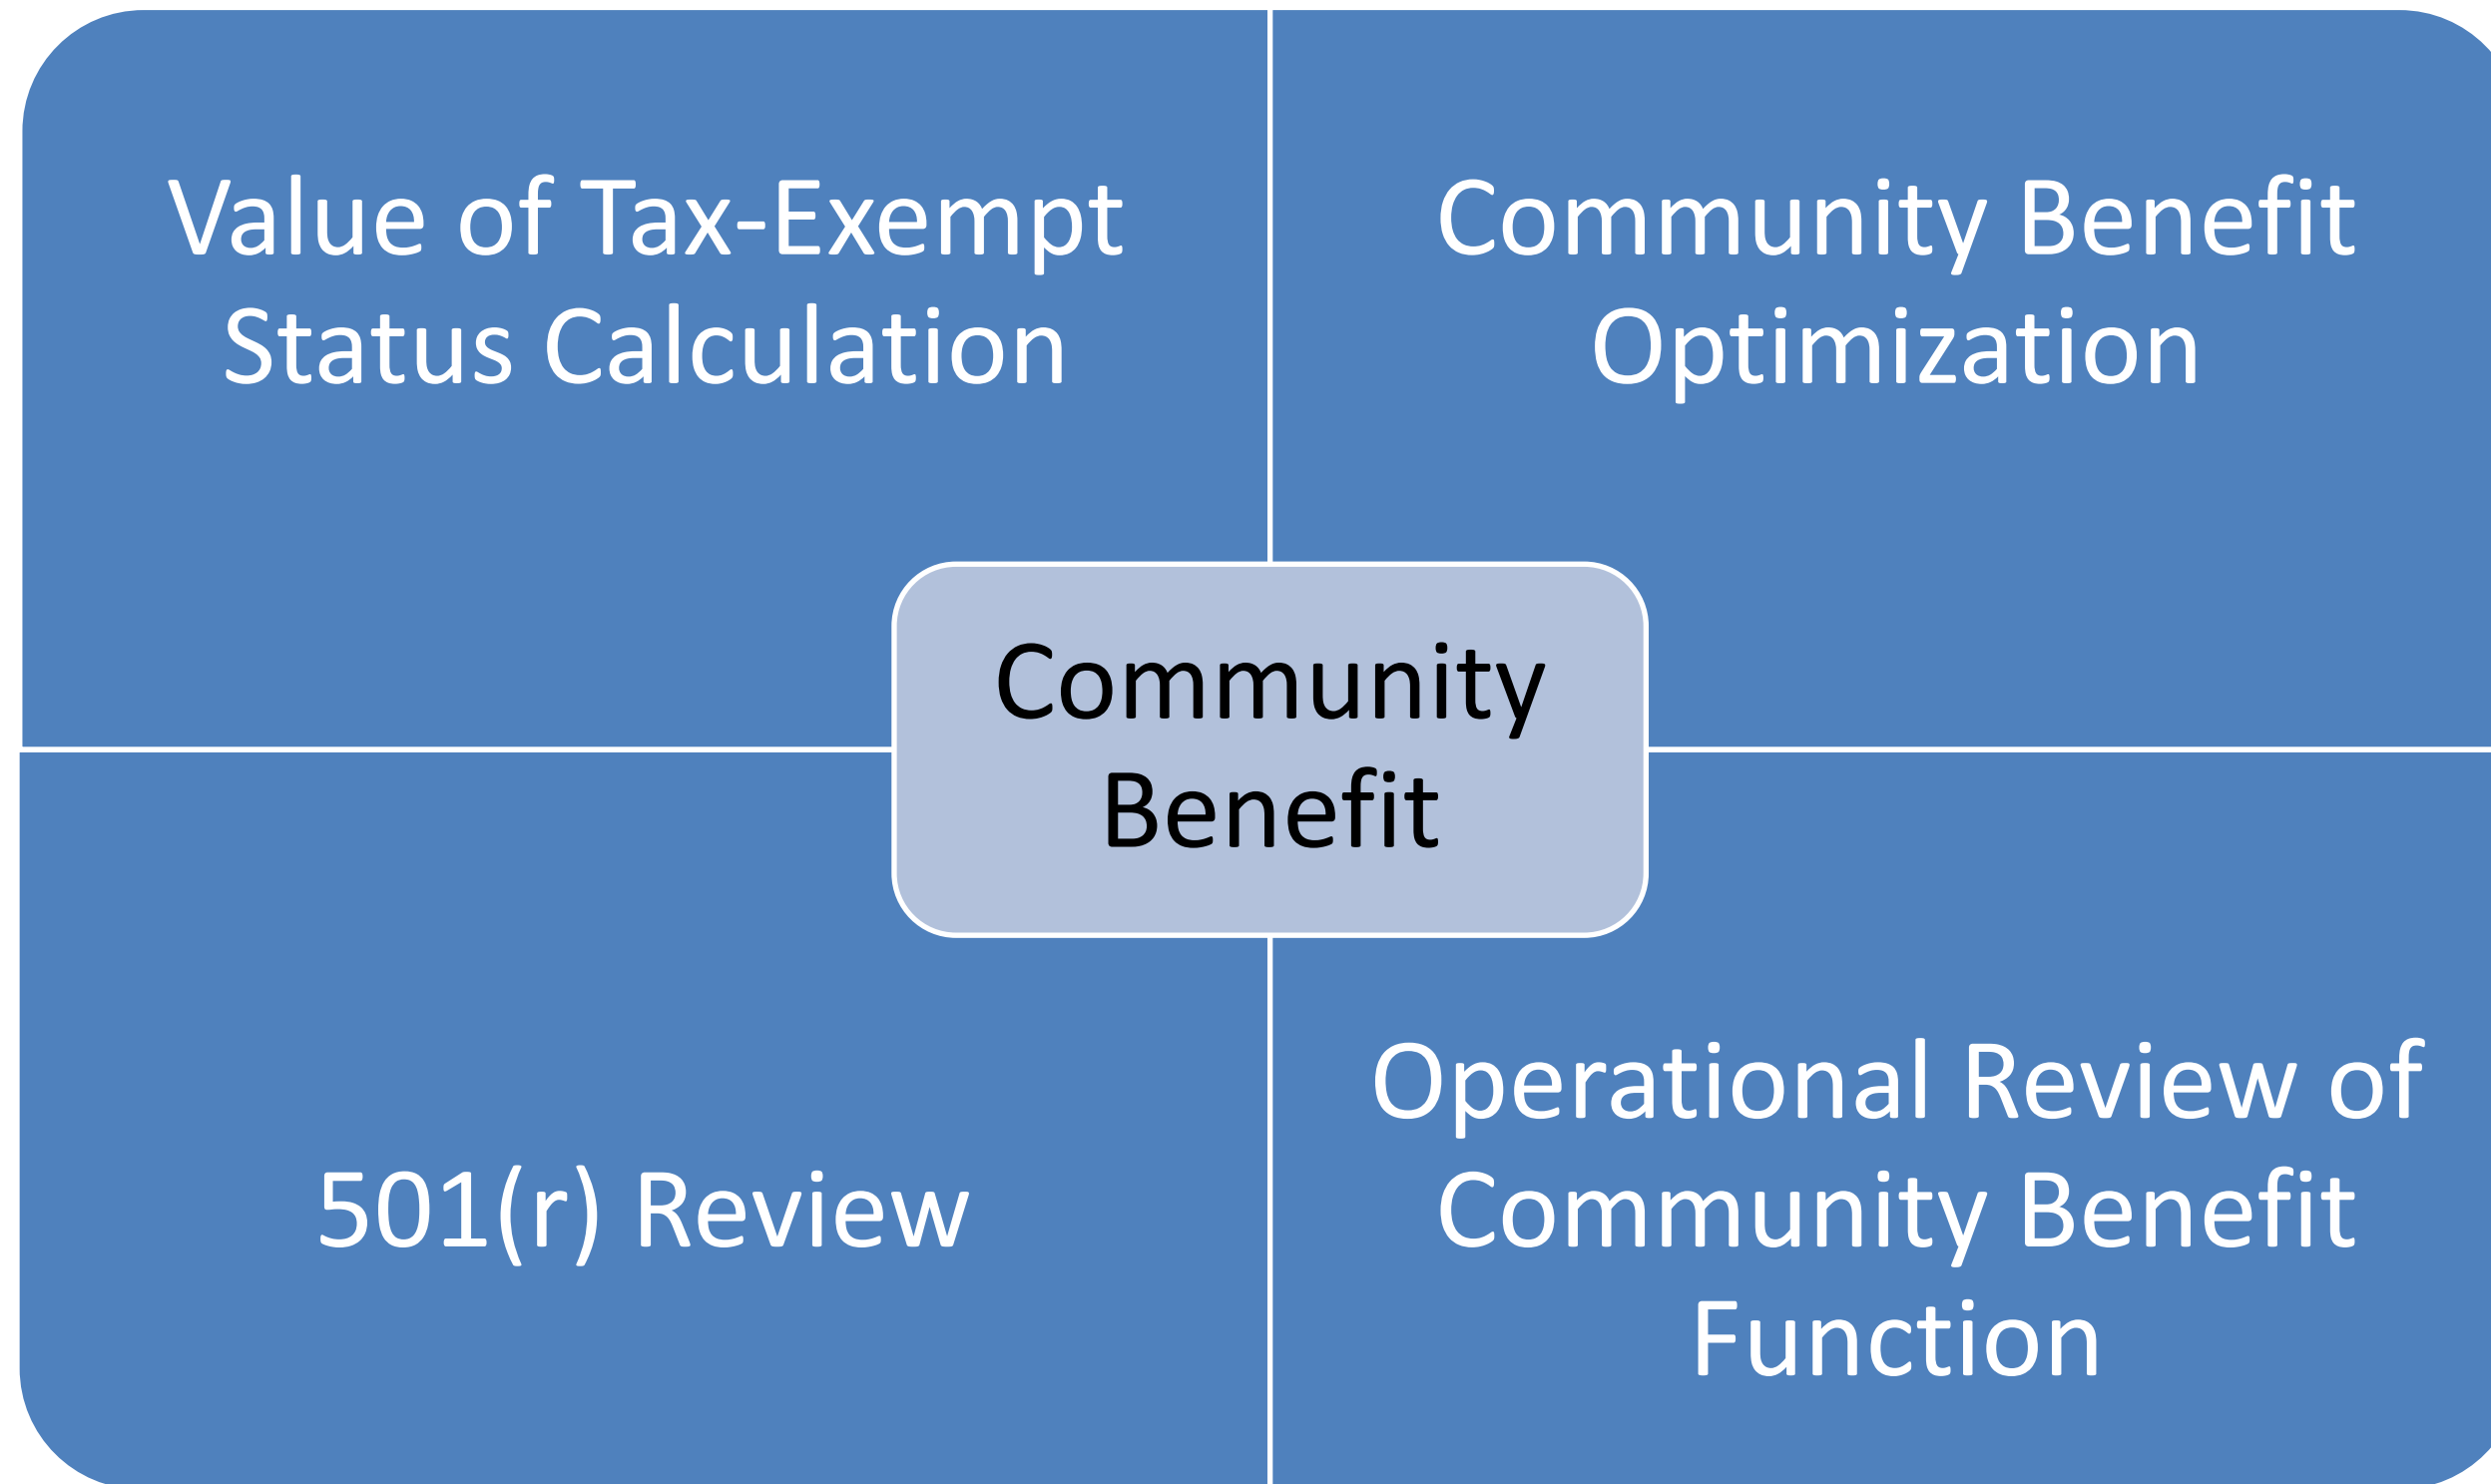 Value of Tax-Exempt
Status Calculation
Community Benefit
Optimization
Community
Benefit
501(r) Review
Operational Review of
Community Benefit
Function